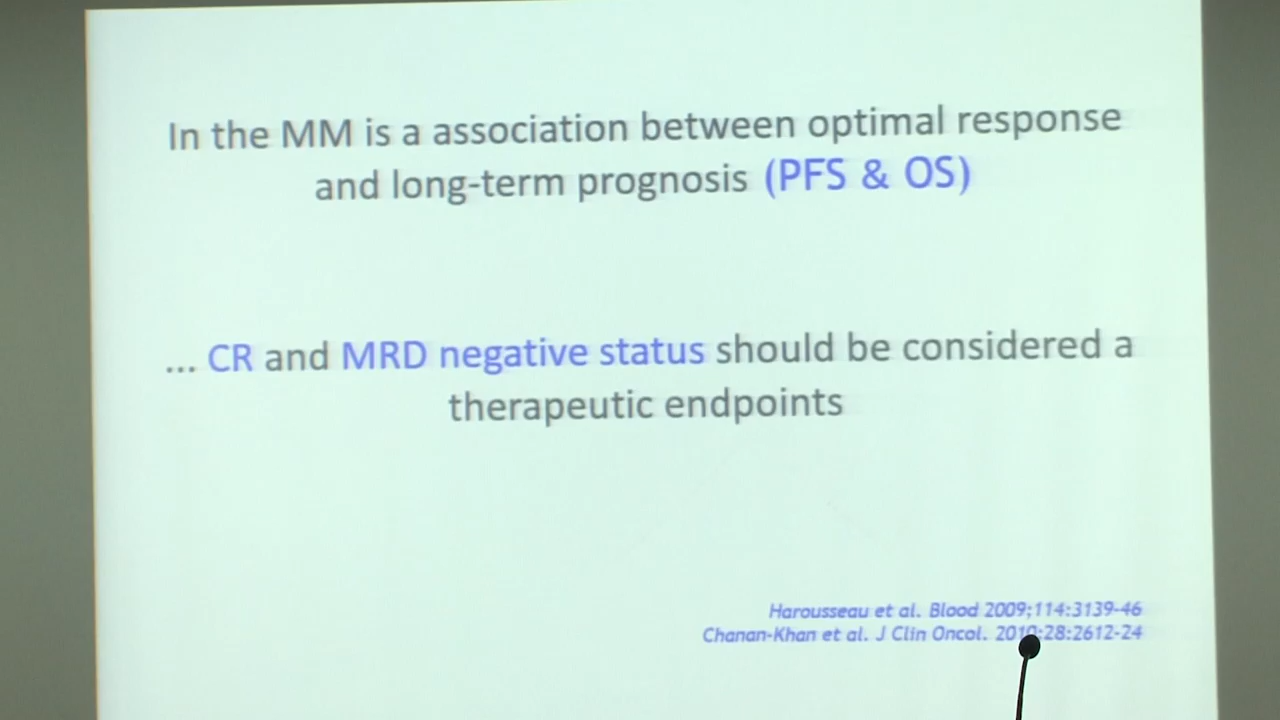 In the MM is a association between optimal response
and long-term prognosis (PFS & OS)
... CR and MRD negative status should be considered a
therapeutic endpoints
Harousseau et al. Blood 2009;114:3139-46
Chanan-Khan et al. J Clin Oncol. 2010;28:2612-24